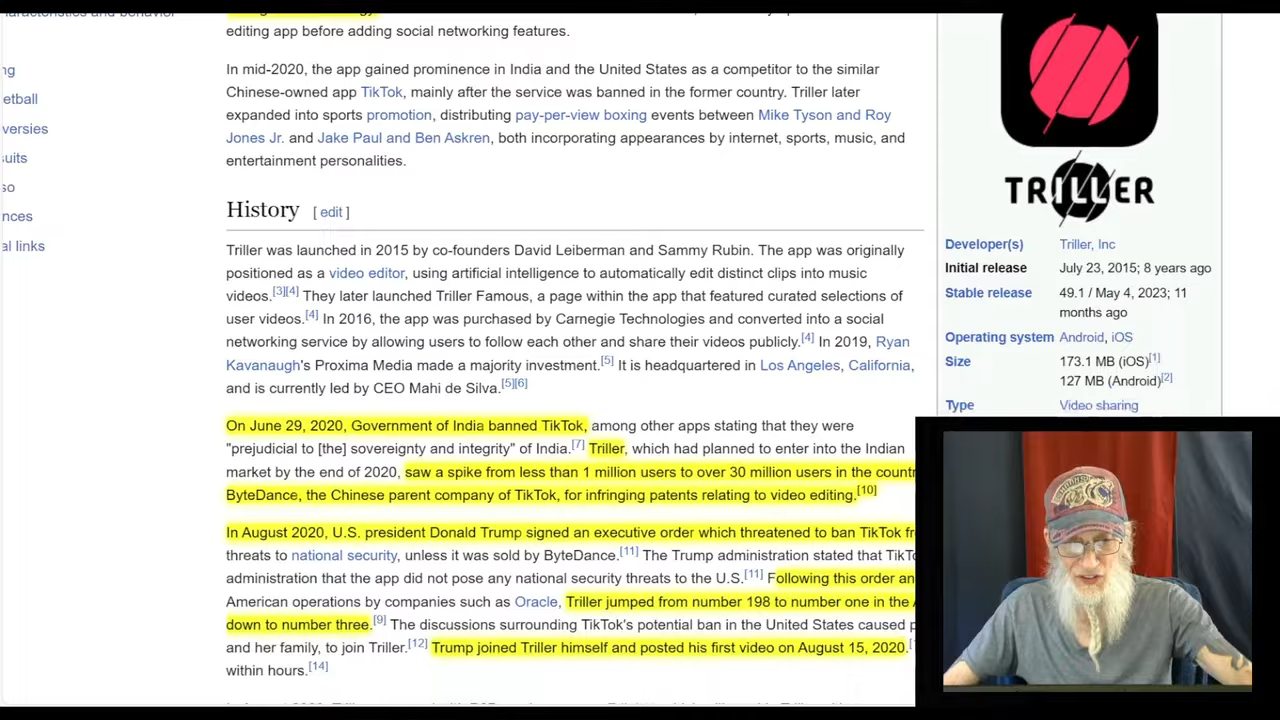 editing app before adding social networking features.
In mid-2020, the app gained prominence in India and the United States as a competitor to the similar
Chinese-owned app TikTok, mainly after the service was banned in the former country. Triller later
expanded into sports promotion, distributing pay-per-view boxing events between Mike Tyson and Roy
Jones Jr. and Jake Paul and Ben Askren, both incorporating appearances by internet, sports, music, and
entertainment personalities.
History [ edit ]
Triller was launched in 2015 by co-founders David Leiberman and Sammy Rubin. The app was originally
positioned as a video editor, using artificial intelligence to automatically edit distinct clips into music
videos.[3][4] They later launched Triller Famous, a page within the app that featured curated selections of
user videos.[4] In 2016, the app was purchased by Carnegie Technologies and converted into a social
networking service by allowing users to follow each other and share their videos publicly.[4] In 2019, Ryan
Kavanaugh's Proxima Media made a majority investment.[5] It is headquartered in Los Angeles, California,
and is currently led by CEO Mahi de Silva.[5][6]
On June 29, 2020, Government of India banned TikTok, among other apps stating that they were
"prejudicial to [the] sovereignty and integrity" of India.[7] Triller, which had planned to enter into the Indian
market by the end of 2020, saw a spike from less than 1 million users to over 30 million users in the countr
ByteDance, the Chinese parent company of TikTok, for infringing patents relating to video editing.[10]
In August 2020, U.S. president Donald Trump signed an executive order which threatened to ban TikTok fr
threats to national security, unless it was sold by ByteDance.[11] The Trump administration stated that TikTo
administration that the app did not pose any national security threats to the U.S.[11] Following this order an
American operations by companies such as Oracle, Triller jumped from number 198 to number one in the A
down to number three.[9] The discussions surrounding TikTok's potential ban in the United States caused p
and her family, to join Triller.[12] Trump joined Triller himself and posted his first video on August 15, 2020.
within hours.[14]
ng
etball
versies
suits
so
nces
al links
TRILLER
Developer(s) Triller, Inc
Initial release July 23, 2015; 8 years ago
Stable release 49.1 / May 4, 2023; 11
months ago
Operating system Android, iOS
Size 173.1 MB (iOS)[1]
127 MB (Android)[2]
Type Video sharing